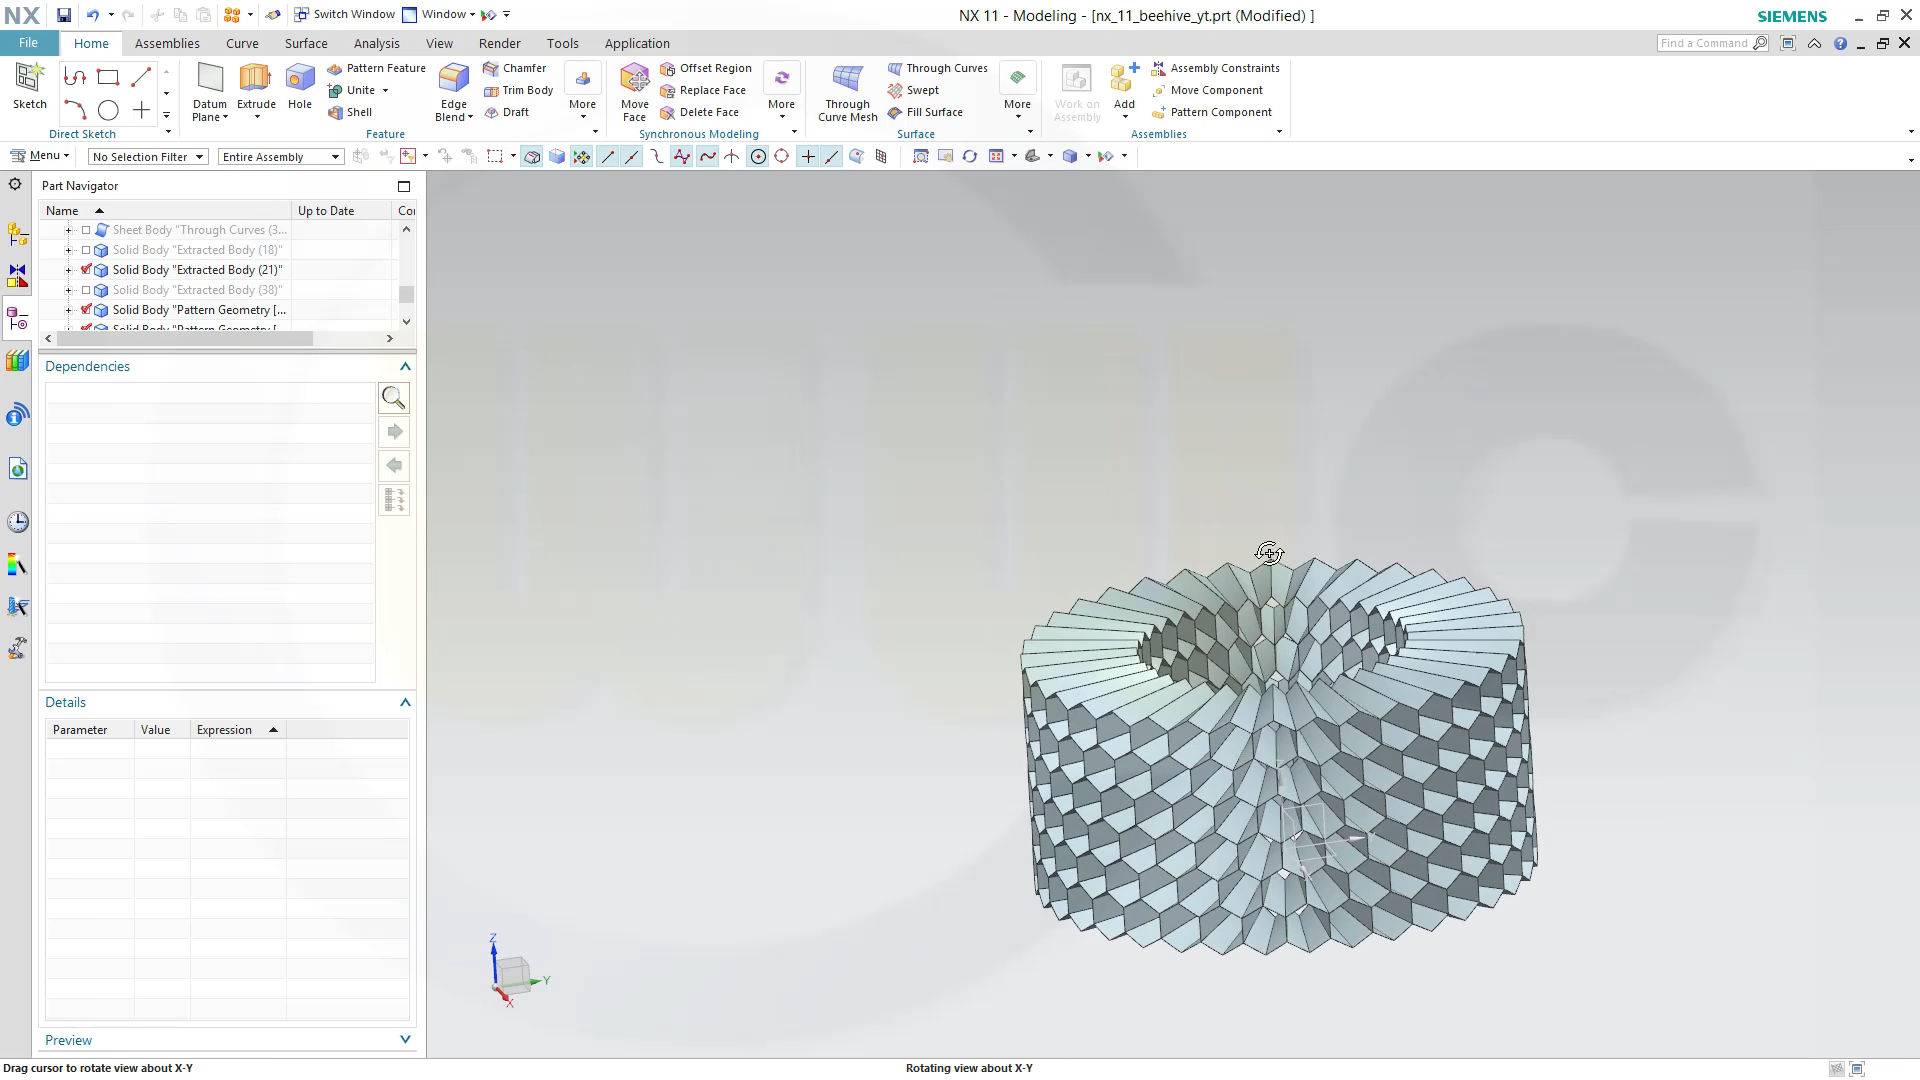 NX Switch Window Window NX 11 - Modeling - [nx_11_beehive_yt.prt (Modified) ] SIEMENS
File Home Assemblies Curve Surface Analysis View Render Tools Application Find a Command
Sketch
Direct Sketch
Datum Plane
Extrude
Hole
Pattern Feature
Unite
Shell
Edge Blend
Chamfer
Trim Body
Draft
More
Feature
Move Face
Offset Region
Replace Face
Delete Face
More
Synchronous Modeling
Through Curve Mesh
Through Curves
Swept
Fill Surface
More
Surface
Work on Assembly
Add
Assembly Constraints
Move Component
Pattern Component
Assemblies
Menu No Selection Filter Entire Assembly
Part Navigator
Name Up to Date
Sheet Body "Through Curves (3...
Solid Body "Extracted Body (18)"
Solid Body "Extracted Body (21)"
Solid Body "Extracted Body (38)"
Solid Body "Pattern Geometry [...
Solid Body "Pattern Geometry [
Dependencies
Details
Parameter Value Expression
Preview
Z
Y
X
Drag cursor to rotate view about X-Y Rotating view about X-Y